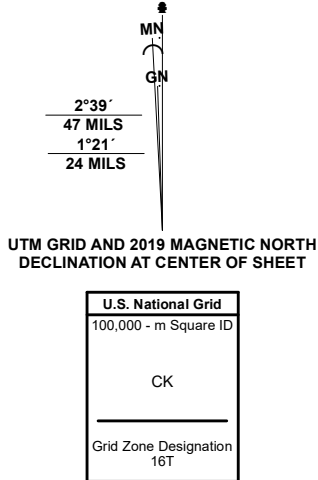 MN
GN
2°39´
47 MILS
1°21´
24 MILS
UTM GRID AND 2019 MAGNETIC NORTH
DECLINATION AT CENTER OF SHEET
U.S. National Grid
100,000 - m Square ID
CK
Grid Zone Designation
16T